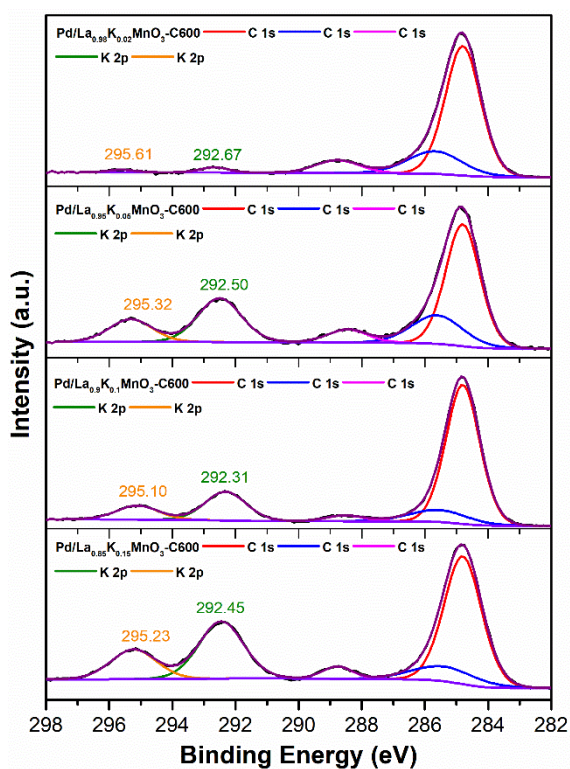 Pd/La0.98K0.02MnO3-C600 C 1s C 1s C 1s
K 2p K 2p
295.61 292.67
Pd/La0.95K0.05MnO3-C600 C 1s C 1s C 1s
K 2p K 2p
295.32 292.50
Pd/La0.9K0.1MnO3-C600 C 1s C 1s C 1s
K 2p K 2p
295.10 292.31
Pd/La0.85K0.15MnO3-C600 C 1s C 1s C 1s
K 2p K 2p
295.23 292.45
298 296 294 292 290 288 286 284 282
Binding Energy (eV)
Intensity (a.u.)